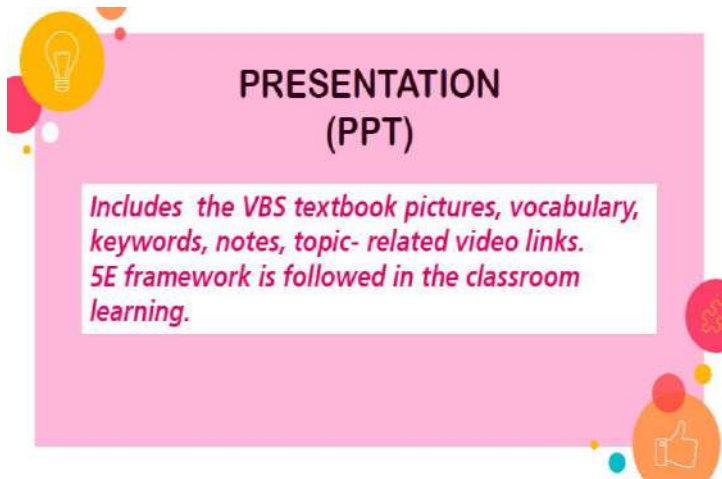 PRESENTATION
(PPT)
Includes the VBS textbook pictures, vocabulary,
keywords, notes, topic- related video links.
5E framework is followed in the classroom
learning.